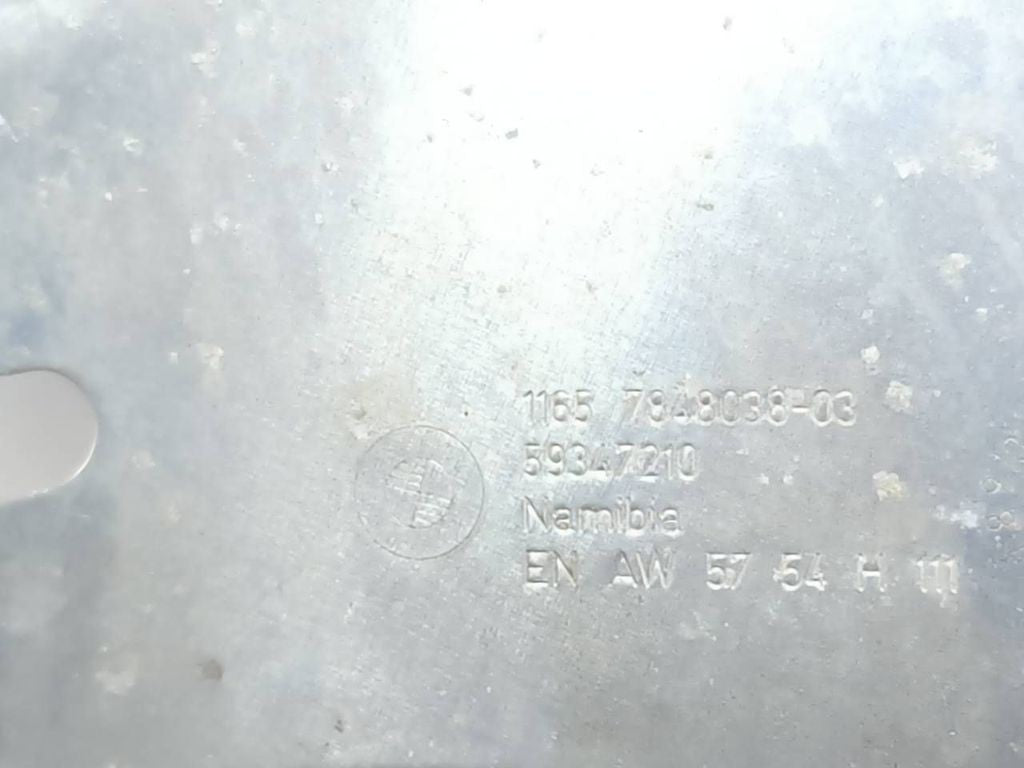 1165 7848038-03
59347210
Namibia
EN AW 57 54 H 111